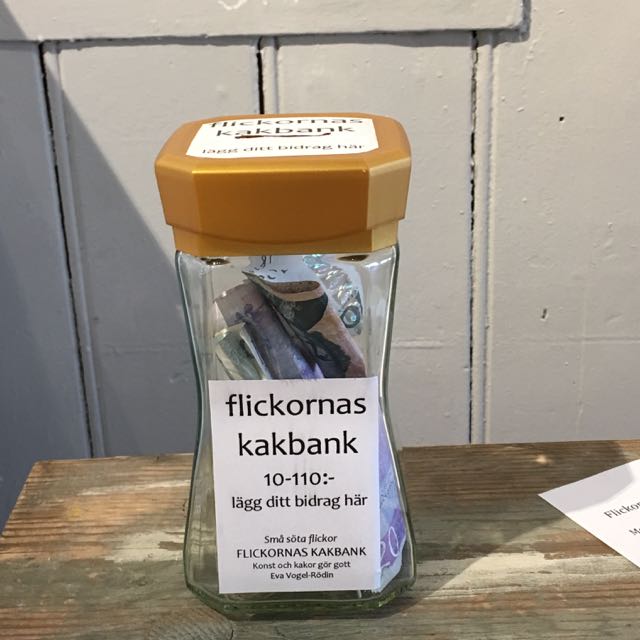 flickornas
kakbank
lägg ditt bidrag här
flickornas
kakbank
10-110:-
lägg ditt bidrag här
Små söta flickor
FLICKORNAS KAKBANK
Konst och kakor gör gott
Eva Vogel-Rödin
20